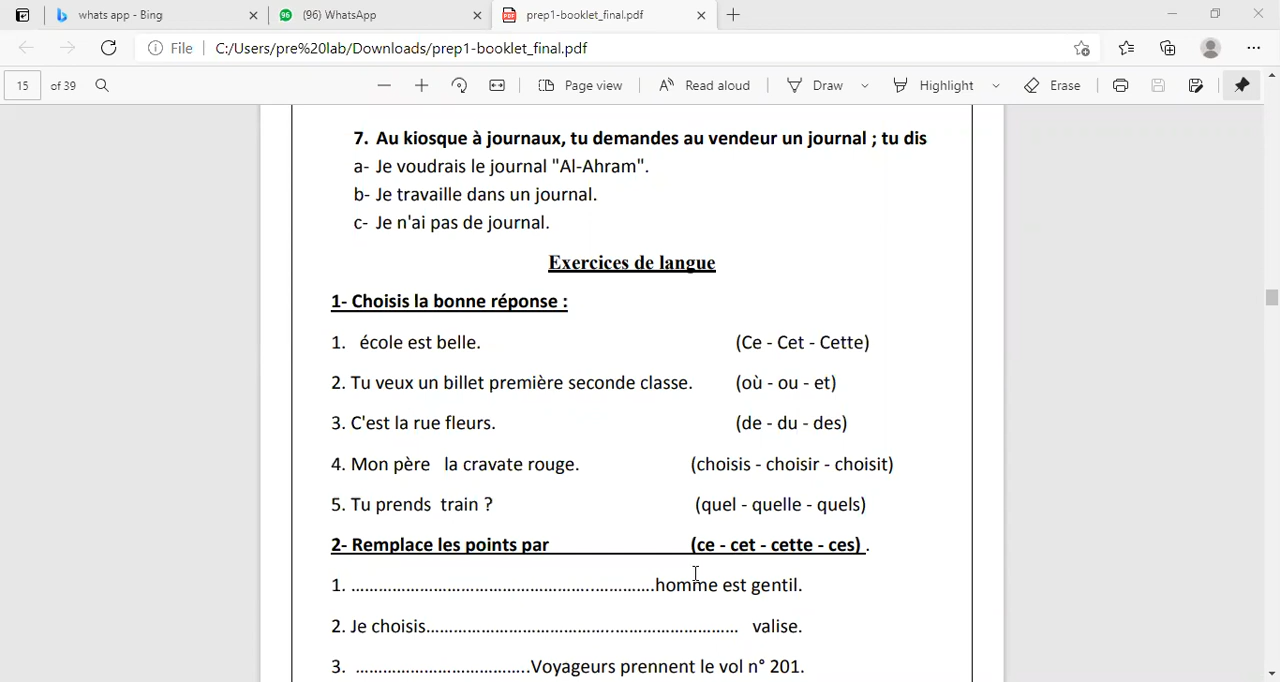 whats app - Bing
(96) WhatsApp
prep1-booklet_final.pdf
File
C:/Users/pre%20lab/Downloads/prep1-booklet_final.pdf
15 of 39
Page view
Read aloud
Draw
Highlight
Erase
7. Au kiosque à journaux, tu demandes au vendeur un journal ; tu dis
a- Je voudrais le journal "Al-Ahram".
b- Je travaille dans un journal.
c- Je n'ai pas de journal.
Exercices de langue
1- Choisis la bonne réponse :
1. école est belle. (Ce - Cet - Cette)
2. Tu veux un billet première seconde classe. (où - ou - et)
3. C'est la rue fleurs. (de - du - des)
4. Mon père la cravate rouge. (choisis - choisir - choisit)
5. Tu prends train ? (quel - quelle - quels)
2- Remplace les points par (ce - cet - cette - ces) .
1. ……………………………………………..………….homme est gentil.
2. Je choisis…………………………………..……………………… valise.
3. ………………………………..Voyageurs prennent le vol n° 201.